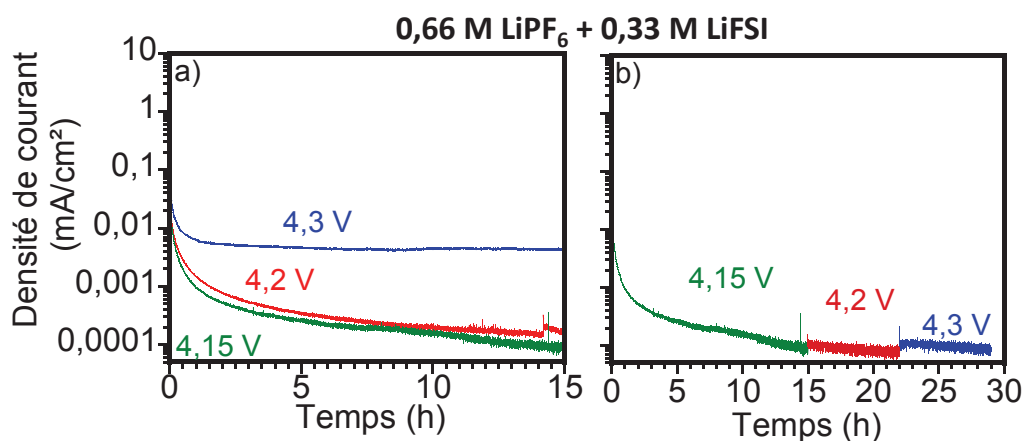 0,66 M LiPF₆ + 0,33 M LiFSI
Densité de courant
(mA/cm²)
10
1
0,1
0,01
0,001
0,0001
a)
4,3 V
4,2 V
4,15 V
0 5 10 15
Temps (h)
b)
4,15 V
4,2 V
4,3 V
0 5 10 15 20 25 30
Temps (h)